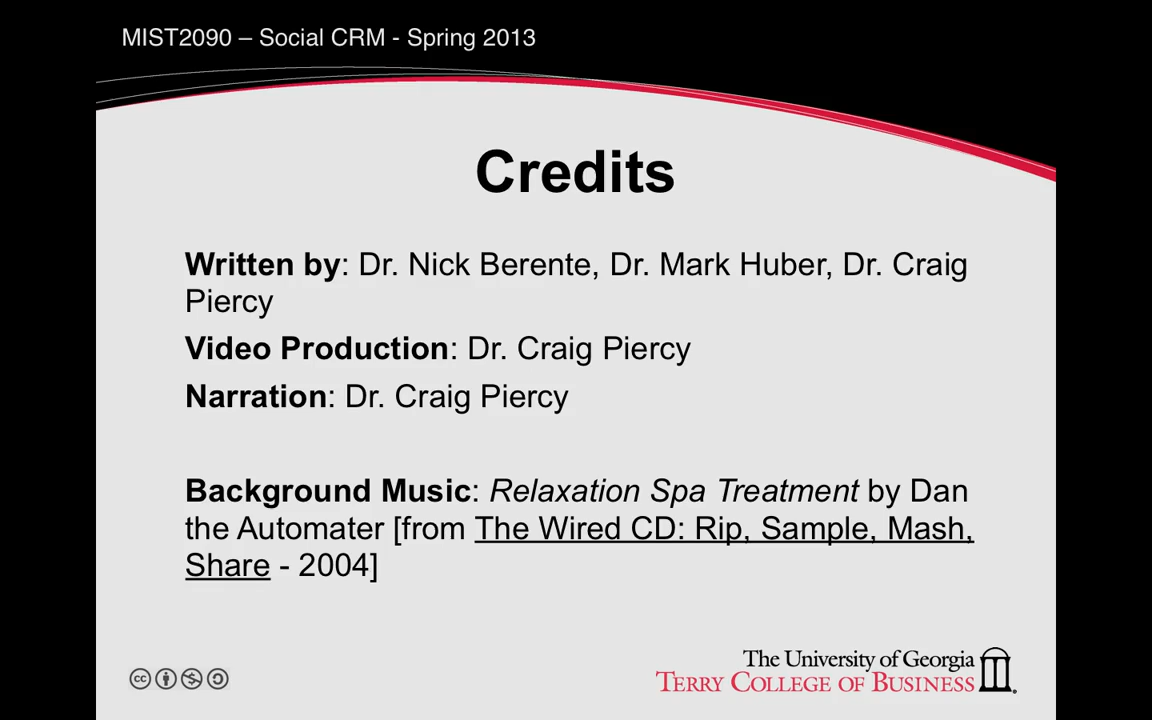 MIST2090 – Social CRM - Spring 2013
Credits
Written by: Dr. Nick Berente, Dr. Mark Huber, Dr. Craig
Piercy
Video Production: Dr. Craig Piercy
Narration: Dr. Craig Piercy
Background Music: Relaxation Spa Treatment by Dan
the Automater [from The Wired CD: Rip, Sample, Mash,
Share - 2004]
cc
The University of Georgia
TERRY COLLEGE OF BUSINESS